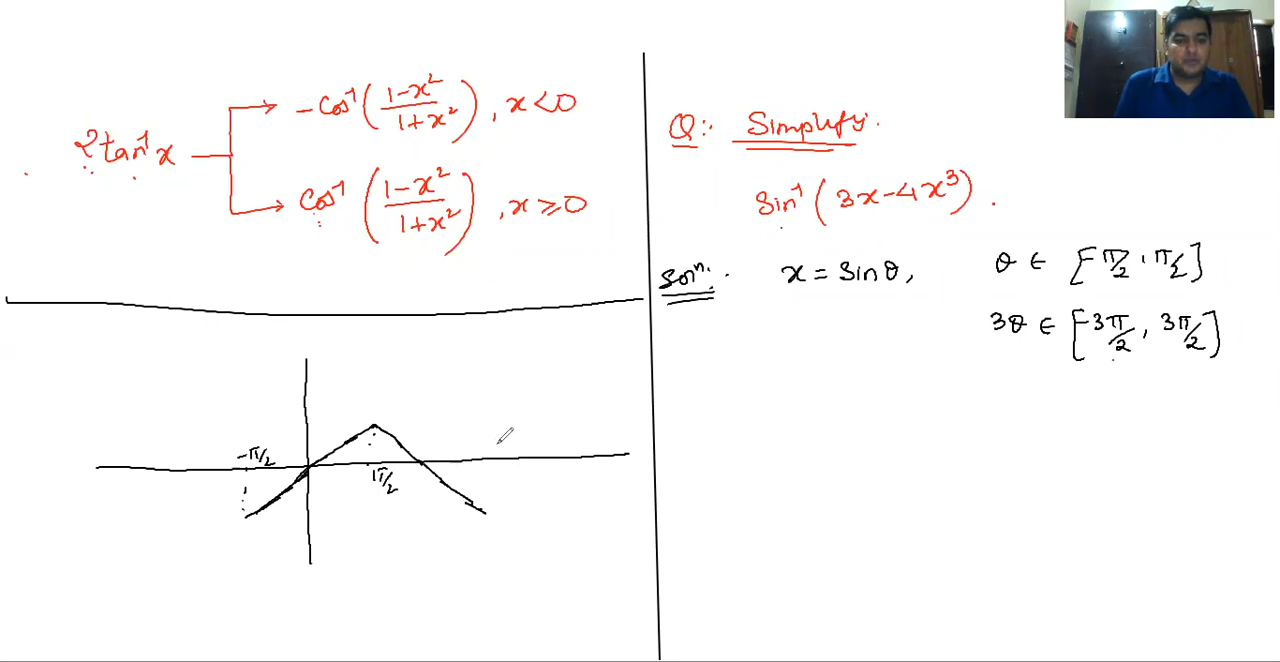 2tan⁻¹x → -Cos⁻¹((1-x²)/(1+x²)), x<0
→ Cos⁻¹((1-x²)/(1+x²)), x≥0
-π/2
π/2
Q:- Simplify.
Sin⁻¹(3x-4x³).
Solⁿ. x = Sinθ, θ ∈ [-π/2, π/2]
3θ ∈ [-3π/2, 3π/2]